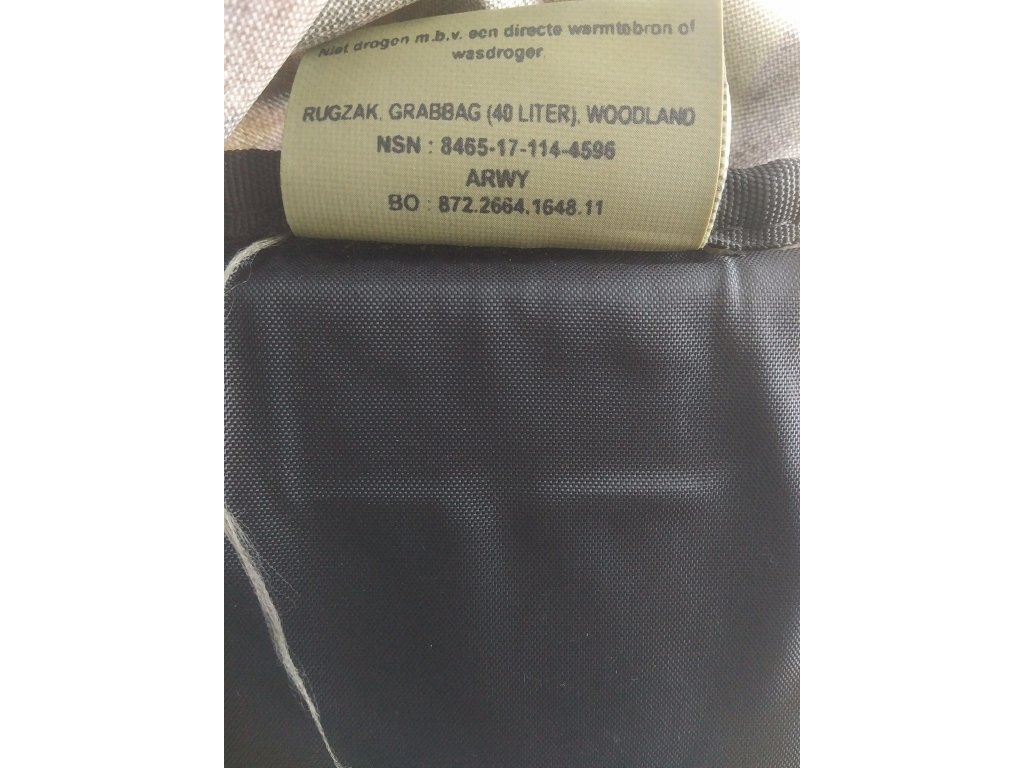 Niet drogen m.b.v. een directe warmtebron of
wasdroger.
RUGZAK, GRABBAG (40 LITER), WOODLAND
NSN : 8465-17-114-4596
ARWY
BO : 872.2664.1648.11